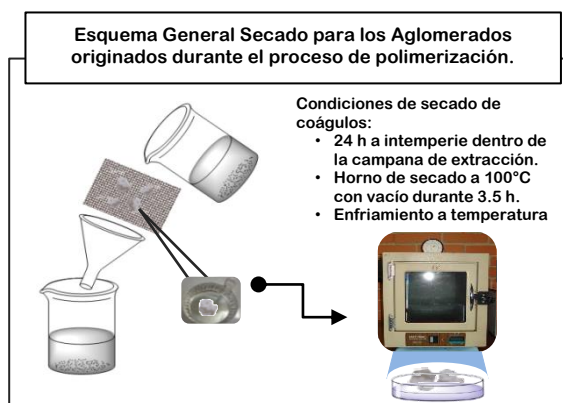 Esquema General Secado para los Aglomerados
originados durante el proceso de polimerización.
Condiciones de secado de
coágulos:
• 24 h a intemperie dentro de
la campana de extracción.
• Horno de secado a 100°C
con vacío durante 3.5 h.
• Enfriamiento a temperatura